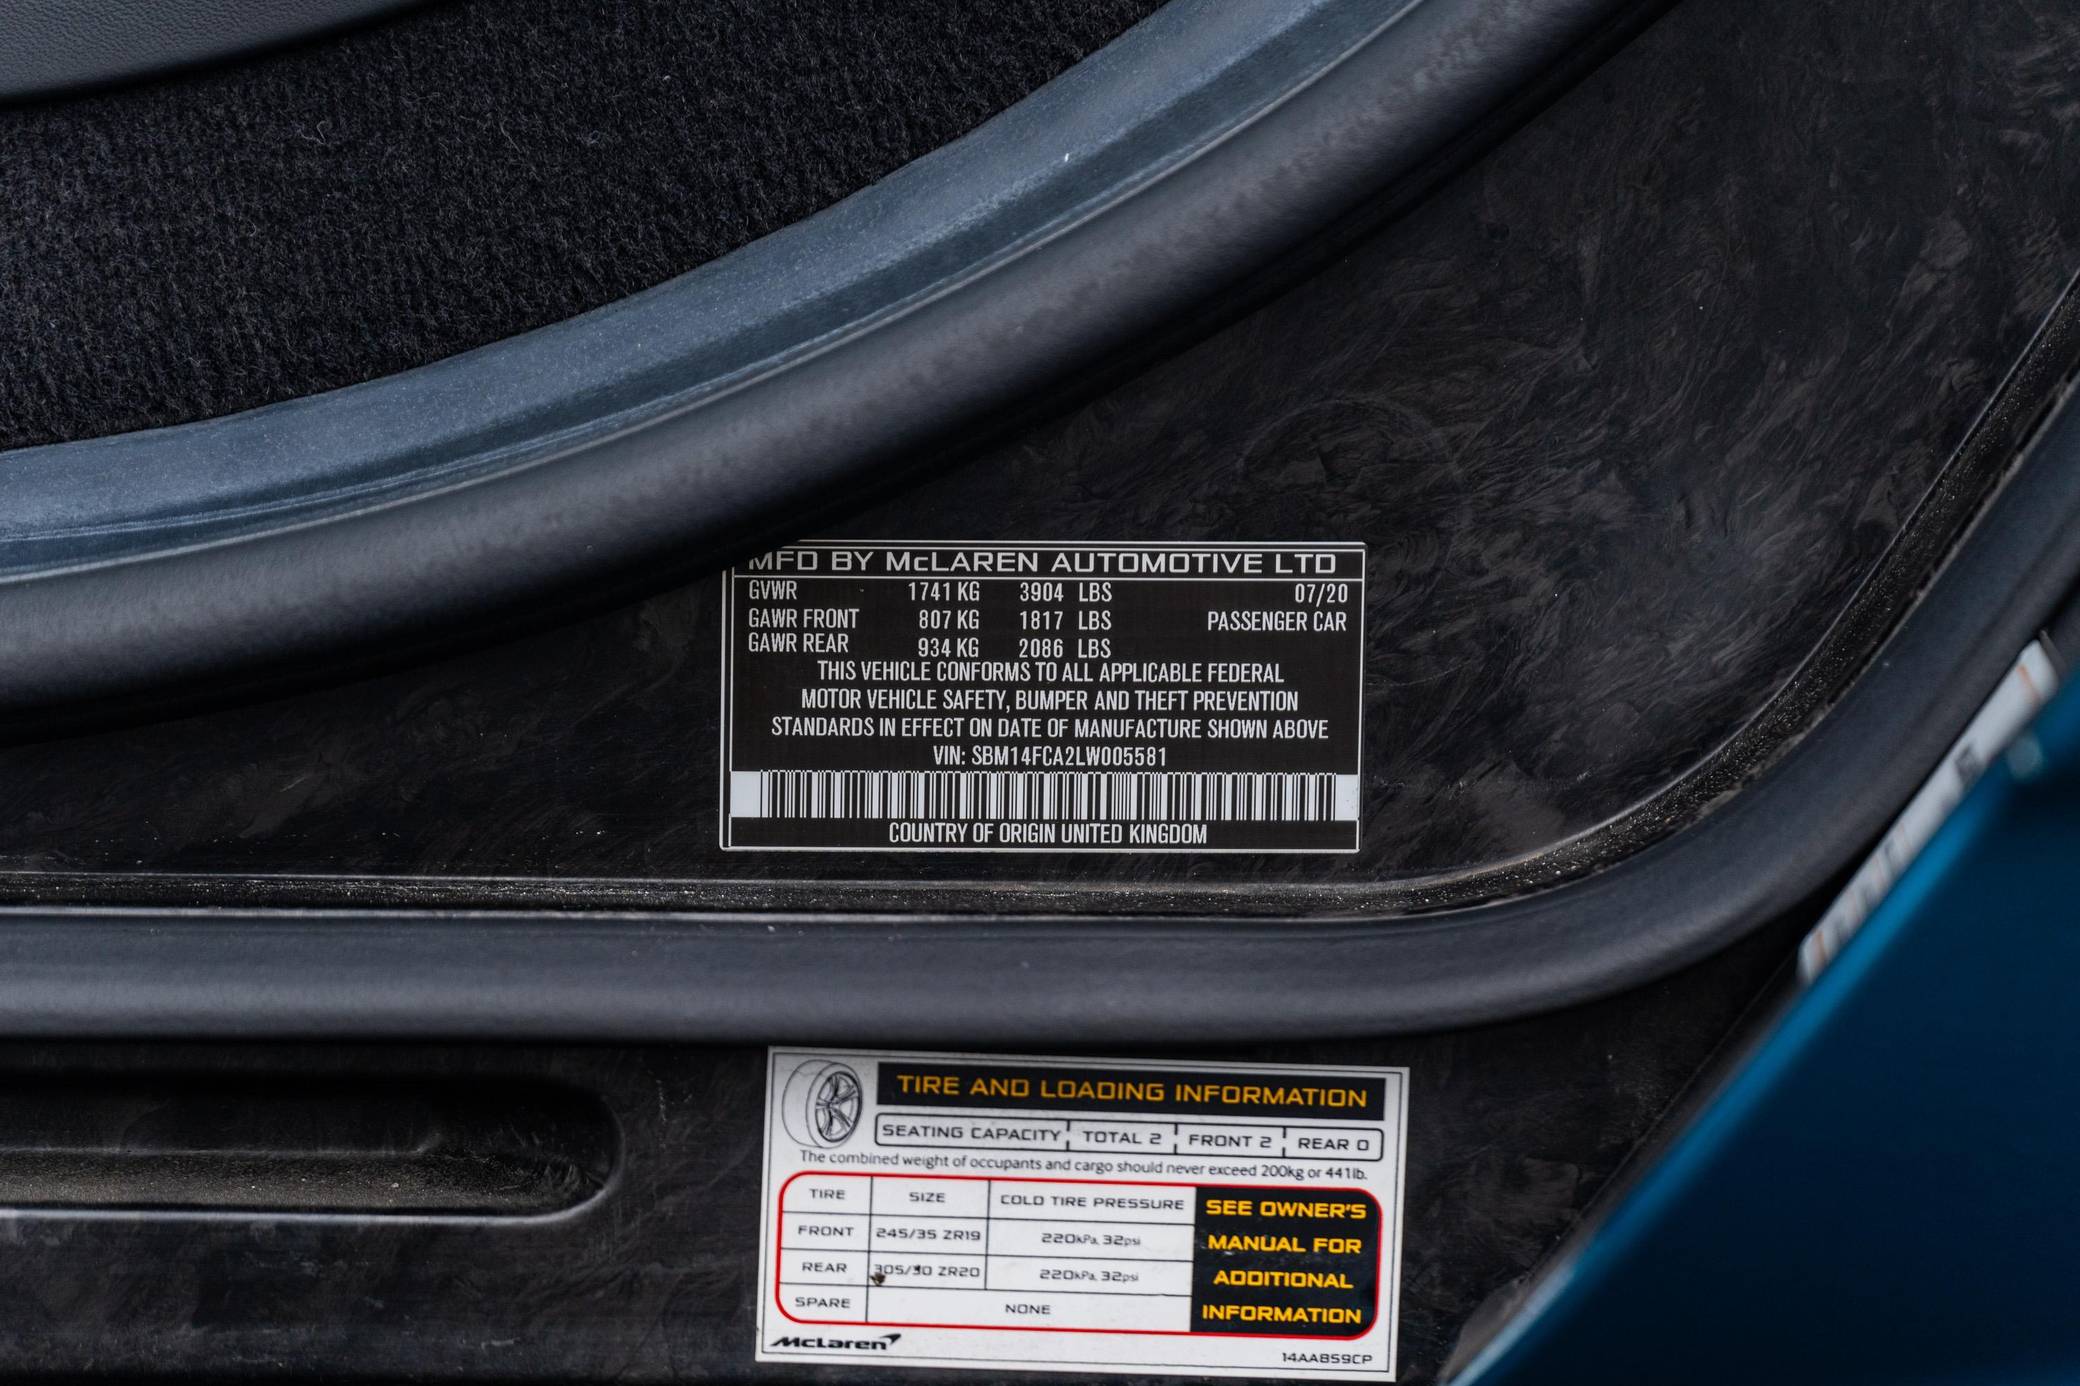 MFD BY McLAREN AUTOMOTIVE LTD
GVWR 1741 KG 3904 LBS 07/20
GAWR FRONT 807 KG 1817 LBS PASSENGER CAR
GAWR REAR 934 KG 2086 LBS
THIS VEHICLE CONFORMS TO ALL APPLICABLE FEDERAL
MOTOR VEHICLE SAFETY, BUMPER AND THEFT PREVENTION
STANDARDS IN EFFECT ON DATE OF MANUFACTURE SHOWN ABOVE
VIN: SBM14FCA2LW005581
COUNTRY OF ORIGIN UNITED KINGDOM
TIRE AND LOADING INFORMATION
SEATING CAPACITY TOTAL 2 FRONT 2 REAR 0
The combined weight of occupants and cargo should never exceed 200kg or 441lb.
TIRE SIZE COLD TIRE PRESSURE
FRONT 245/35 ZR19 220kPa, 32psi
REAR 305/30 ZR20 220kPa, 32psi
SPARE NONE
SEE OWNER'S
MANUAL FOR
ADDITIONAL
INFORMATION
McLaren
14AA859CP